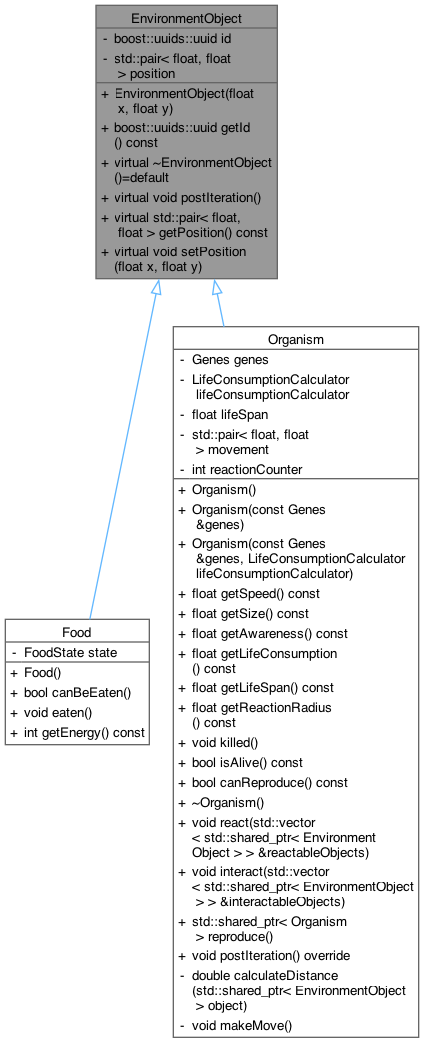 EnvironmentObject
- boost::uuids::uuid id
- std::pair< float, float
> position
+ EnvironmentObject(float
x, float y)
+ boost::uuids::uuid getId
() const
+ virtual ~EnvironmentObject
()=default
+ virtual void postIteration()
+ virtual std::pair< float,
float > getPosition() const
+ virtual void setPosition
(float x, float y)
Organism
- Genes genes
- LifeConsumptionCalculator
lifeConsumptionCalculator
- float lifeSpan
- std::pair< float, float
> movement
- int reactionCounter
+ Organism()
+ Organism(const Genes
&genes)
+ Organism(const Genes
&genes, LifeConsumptionCalculator
lifeConsumptionCalculator)
+ float getSpeed() const
+ float getSize() const
+ float getAwareness() const
+ float getLifeConsumption
() const
+ float getLifeSpan() const
+ float getReactionRadius
() const
+ void killed()
+ bool isAlive() const
+ bool canReproduce() const
+ ~Organism()
+ void react(std::vector
< std::shared_ptr< Environment
Object > > &reactableObjects)
+ void interact(std::vector
< std::shared_ptr< EnvironmentObject
> > &interactableObjects)
+ std::shared_ptr< Organism
> reproduce()
+ void postIteration() override
- double calculateDistance
(std::shared_ptr< EnvironmentObject
> object)
- void makeMove()
Food
- FoodState state
+ Food()
+ bool canBeEaten()
+ void eaten()
+ int getEnergy() const